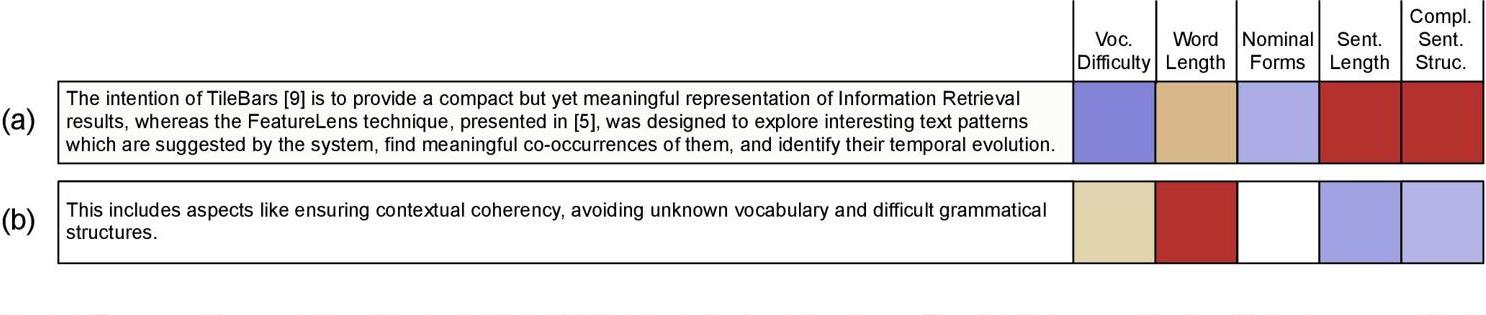 Voc. Difficulty
Word Length
Nominal Forms
Sent. Length
Compl. Sent. Struc.
(a)
The intention of TileBars [9] is to provide a compact but yet meaningful representation of Information Retrieval
results, whereas the FeatureLens technique, presented in [5], was designed to explore interesting text patterns
which are suggested by the system, find meaningful co-occurrences of them, and identify their temporal evolution.
(b)
This includes aspects like ensuring contextual coherency, avoiding unknown vocabulary and difficult grammatical
structures.